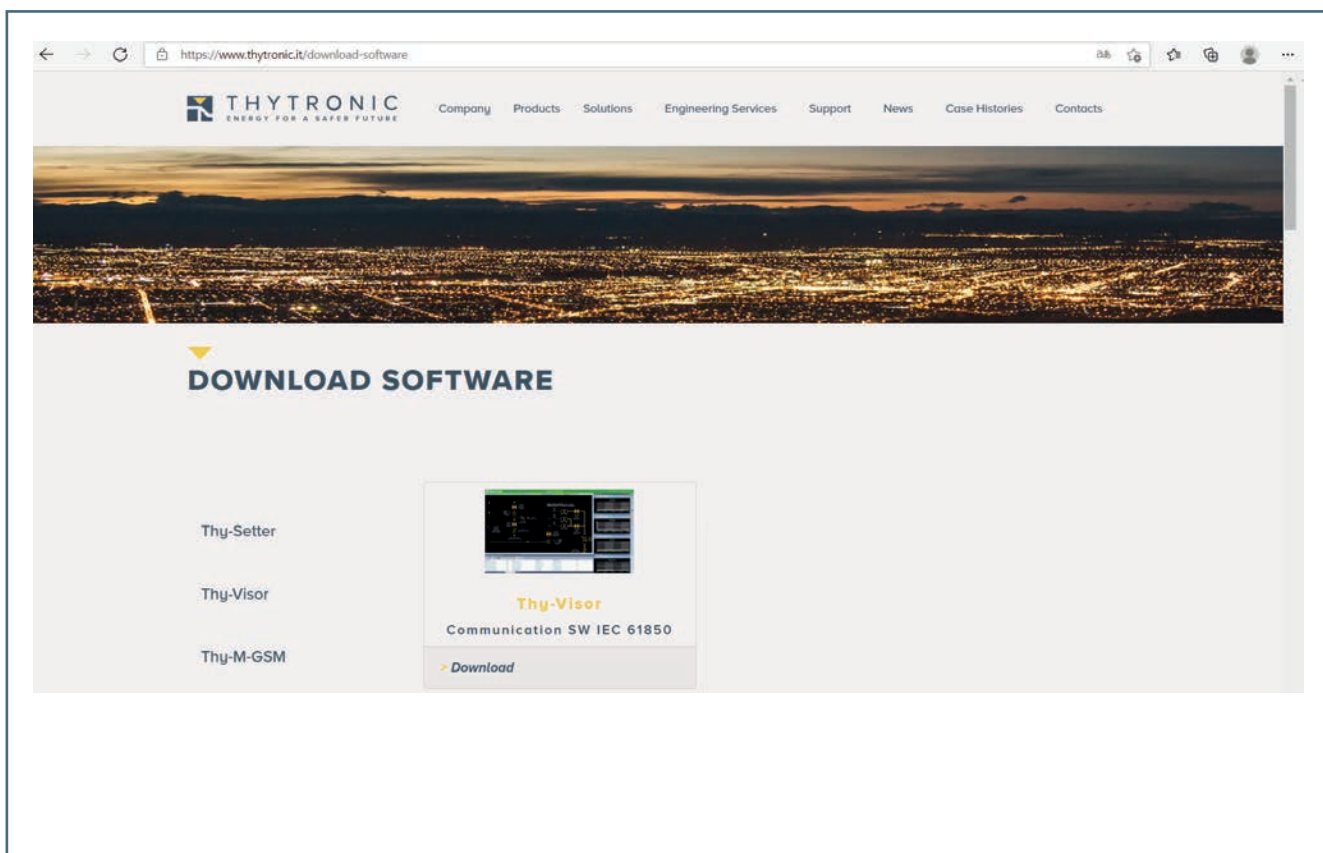 https://www.thytronic.it/download-software
THYTRONIC
ENERGY FOR A SAFER FUTURE
Company Products Solutions Engineering Services Support News Case Histories Contacts
DOWNLOAD SOFTWARE
Thy-Setter
Thy-Visor
Thy-M-GSM
Thy-Visor
Communication SW IEC 61850
> Download